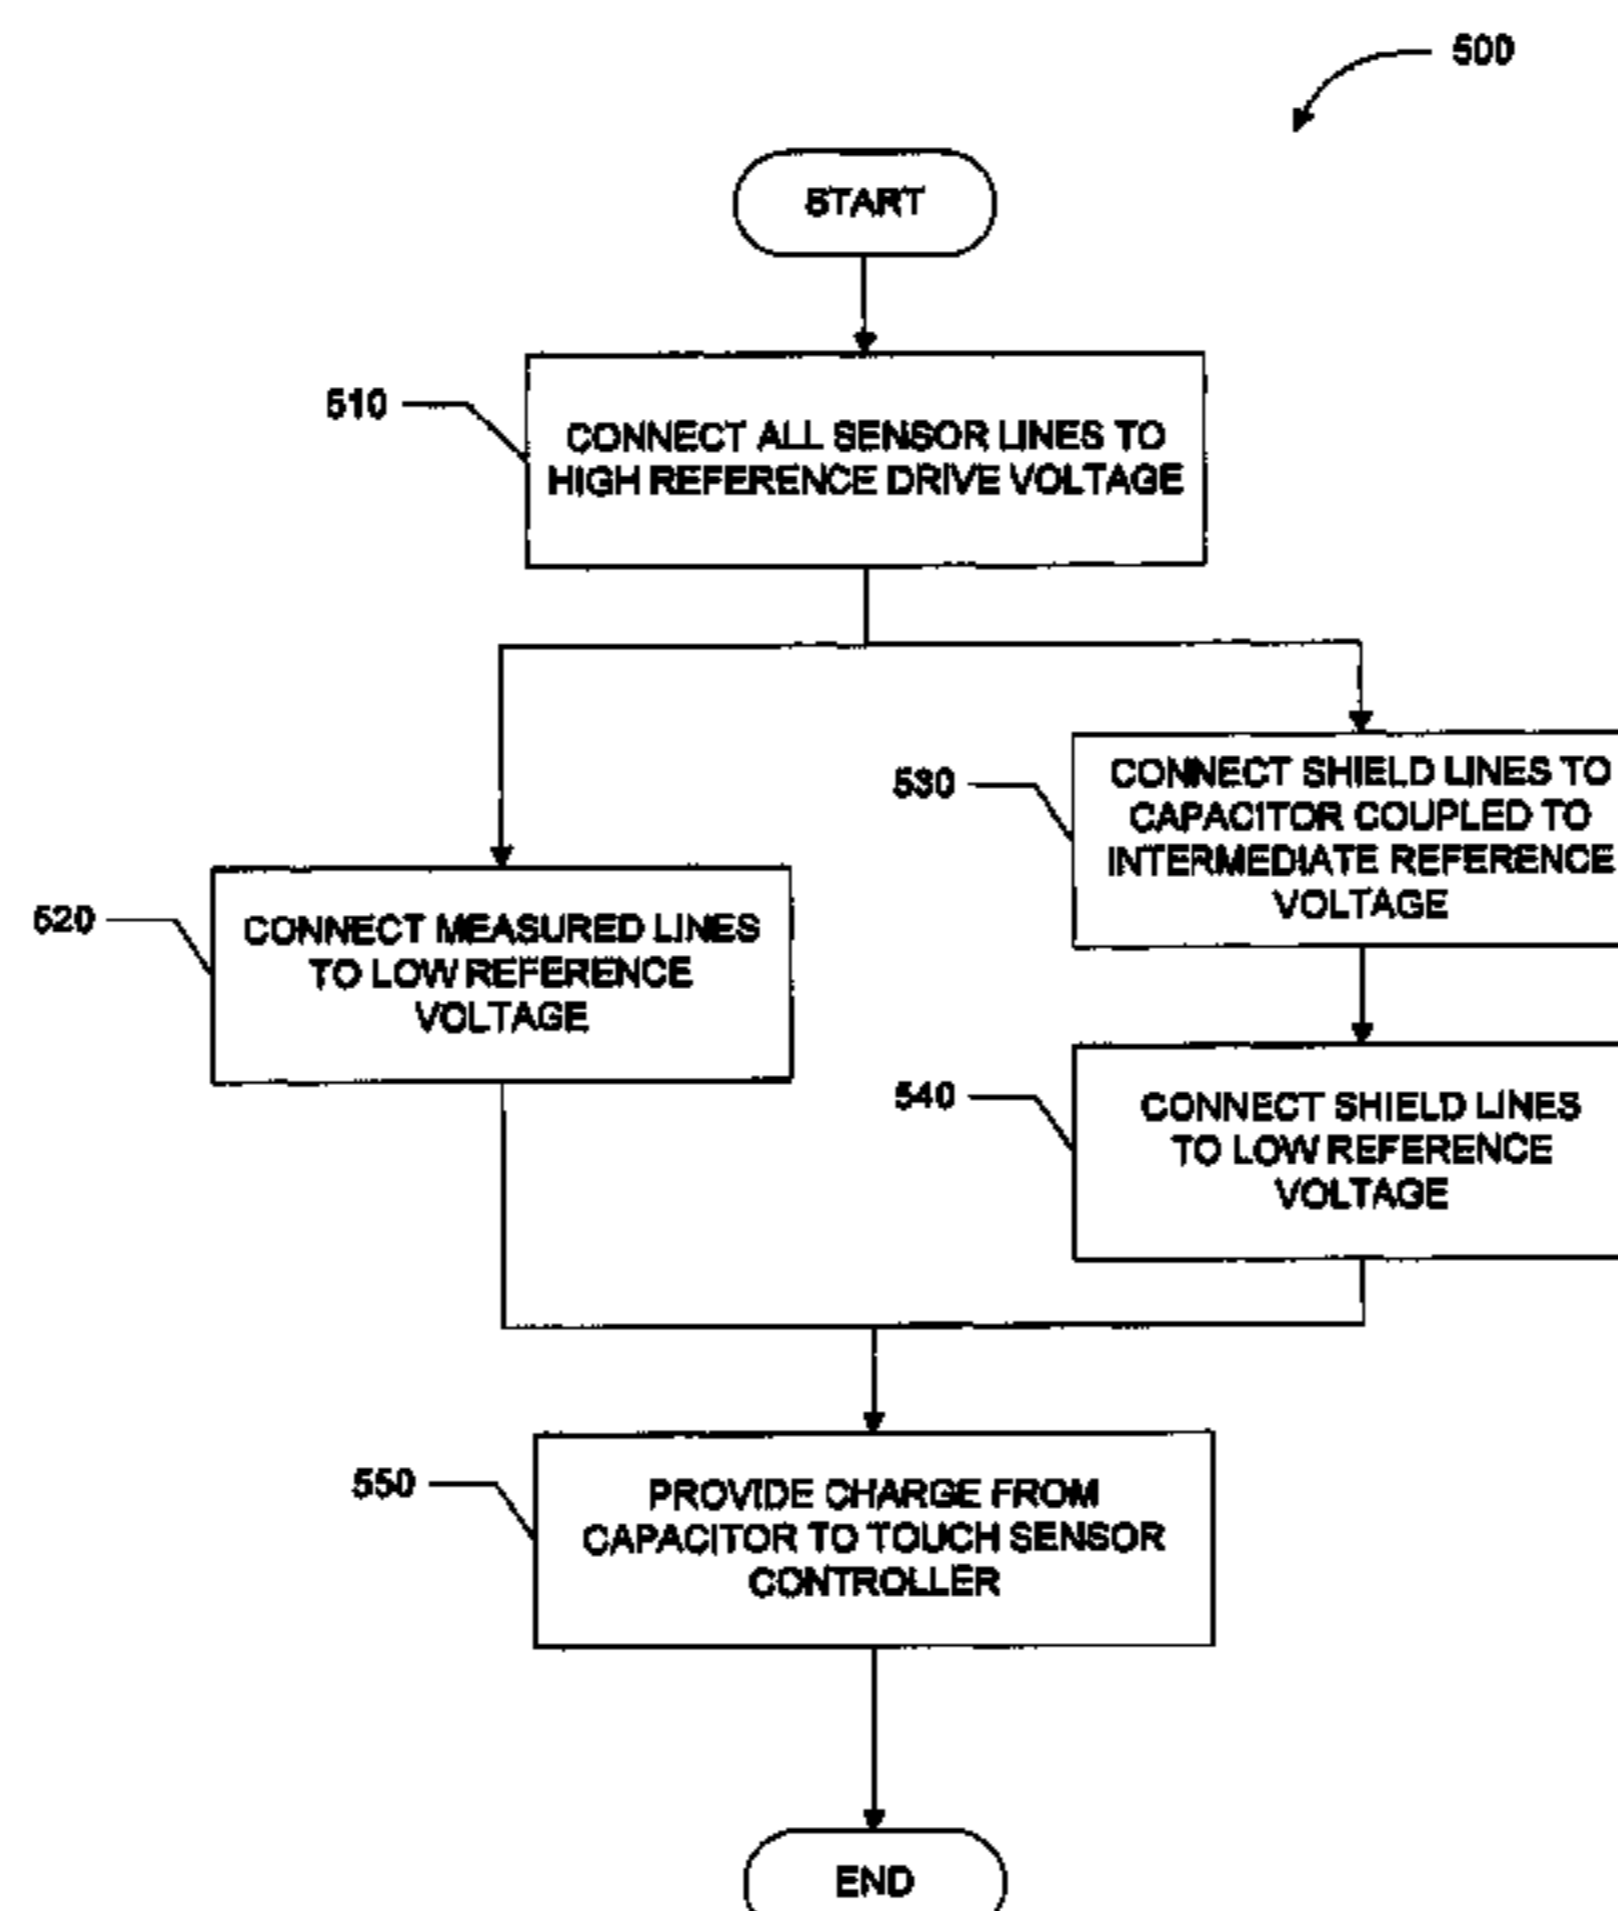 500
START
510
CONNECT ALL SENSOR LINES TO
HIGH REFERENCE DRIVE VOLTAGE
530
CONNECT SHIELD LINES TO
CAPACITOR COUPLED TO
INTERMEDIATE REFERENCE
VOLTAGE
520
CONNECT MEASURED LINES
TO LOW REFERENCE
VOLTAGE
540
CONNECT SHIELD LINES
TO LOW REFERENCE
VOLTAGE
550
PROVIDE CHARGE FROM
CAPACITOR TO TOUCH SENSOR
CONTROLLER
END